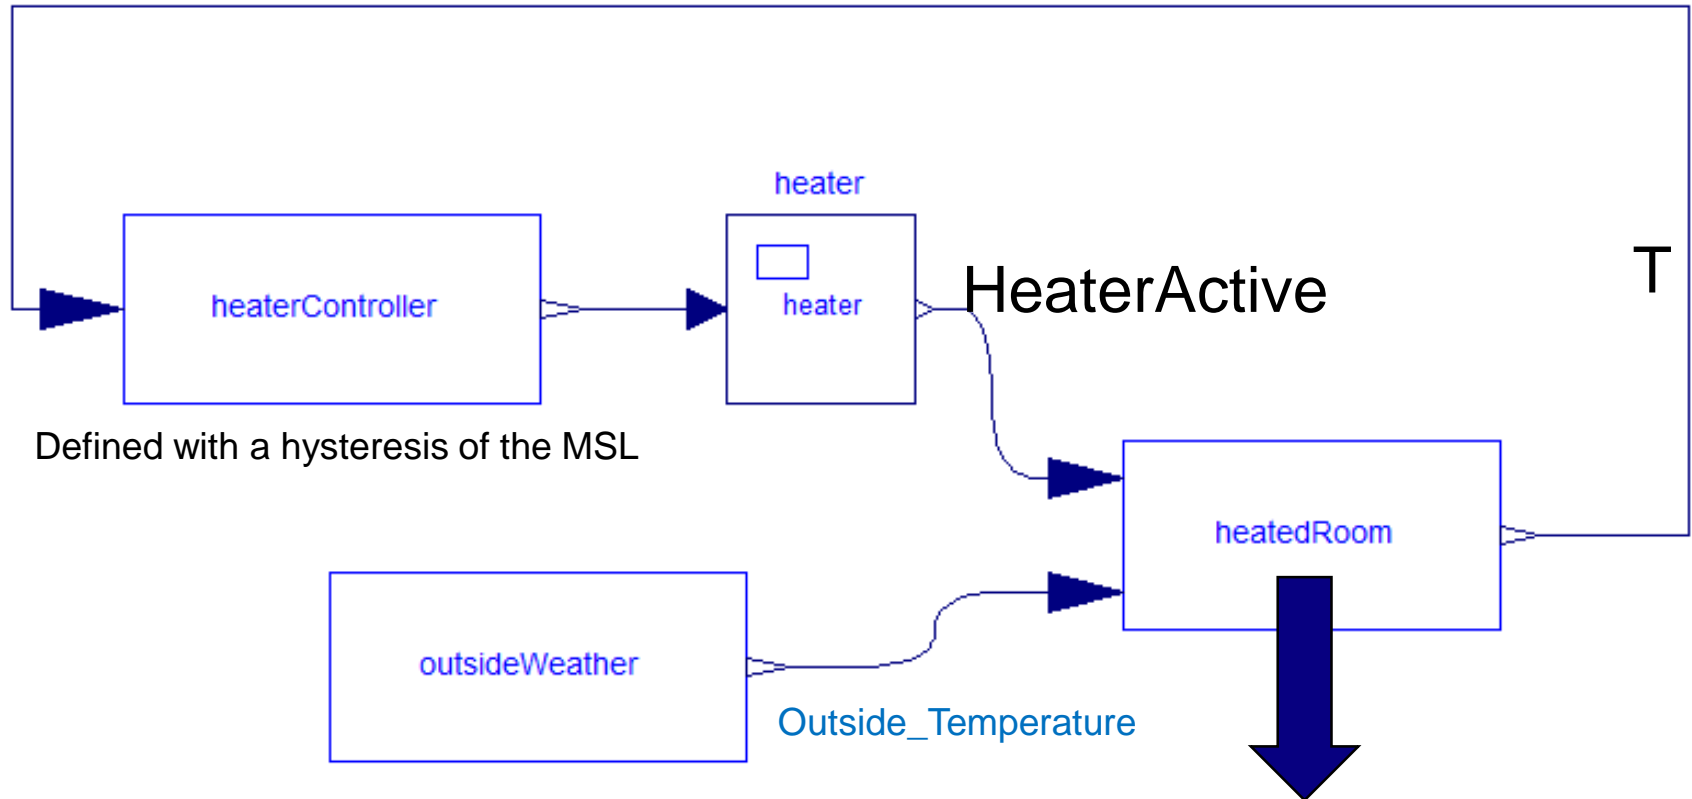 heater
heaterController
heater
HeaterActive
T
Defined with a hysteresis of the MSL
heatedRoom
outsideWeather
Outside_Temperature